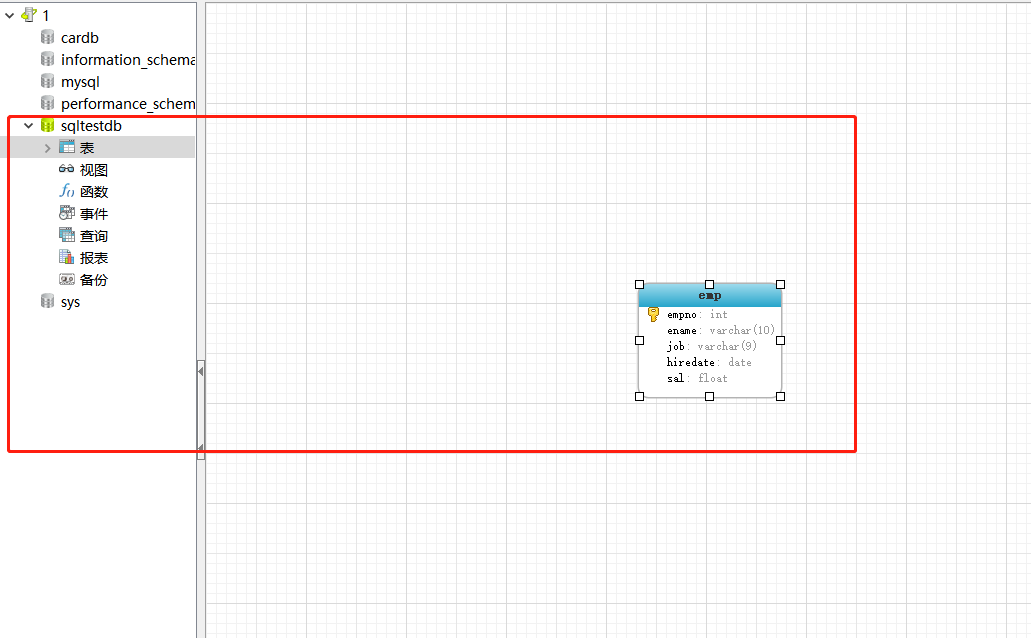 1
cardb
information_schema
mysql
performance_schem
sqltestdb
表
视图
函数
事件
查询
报表
备份
sys
emp
empno: int
ename: varchar(10)
job: varchar(9)
hiredate: date
sal: float